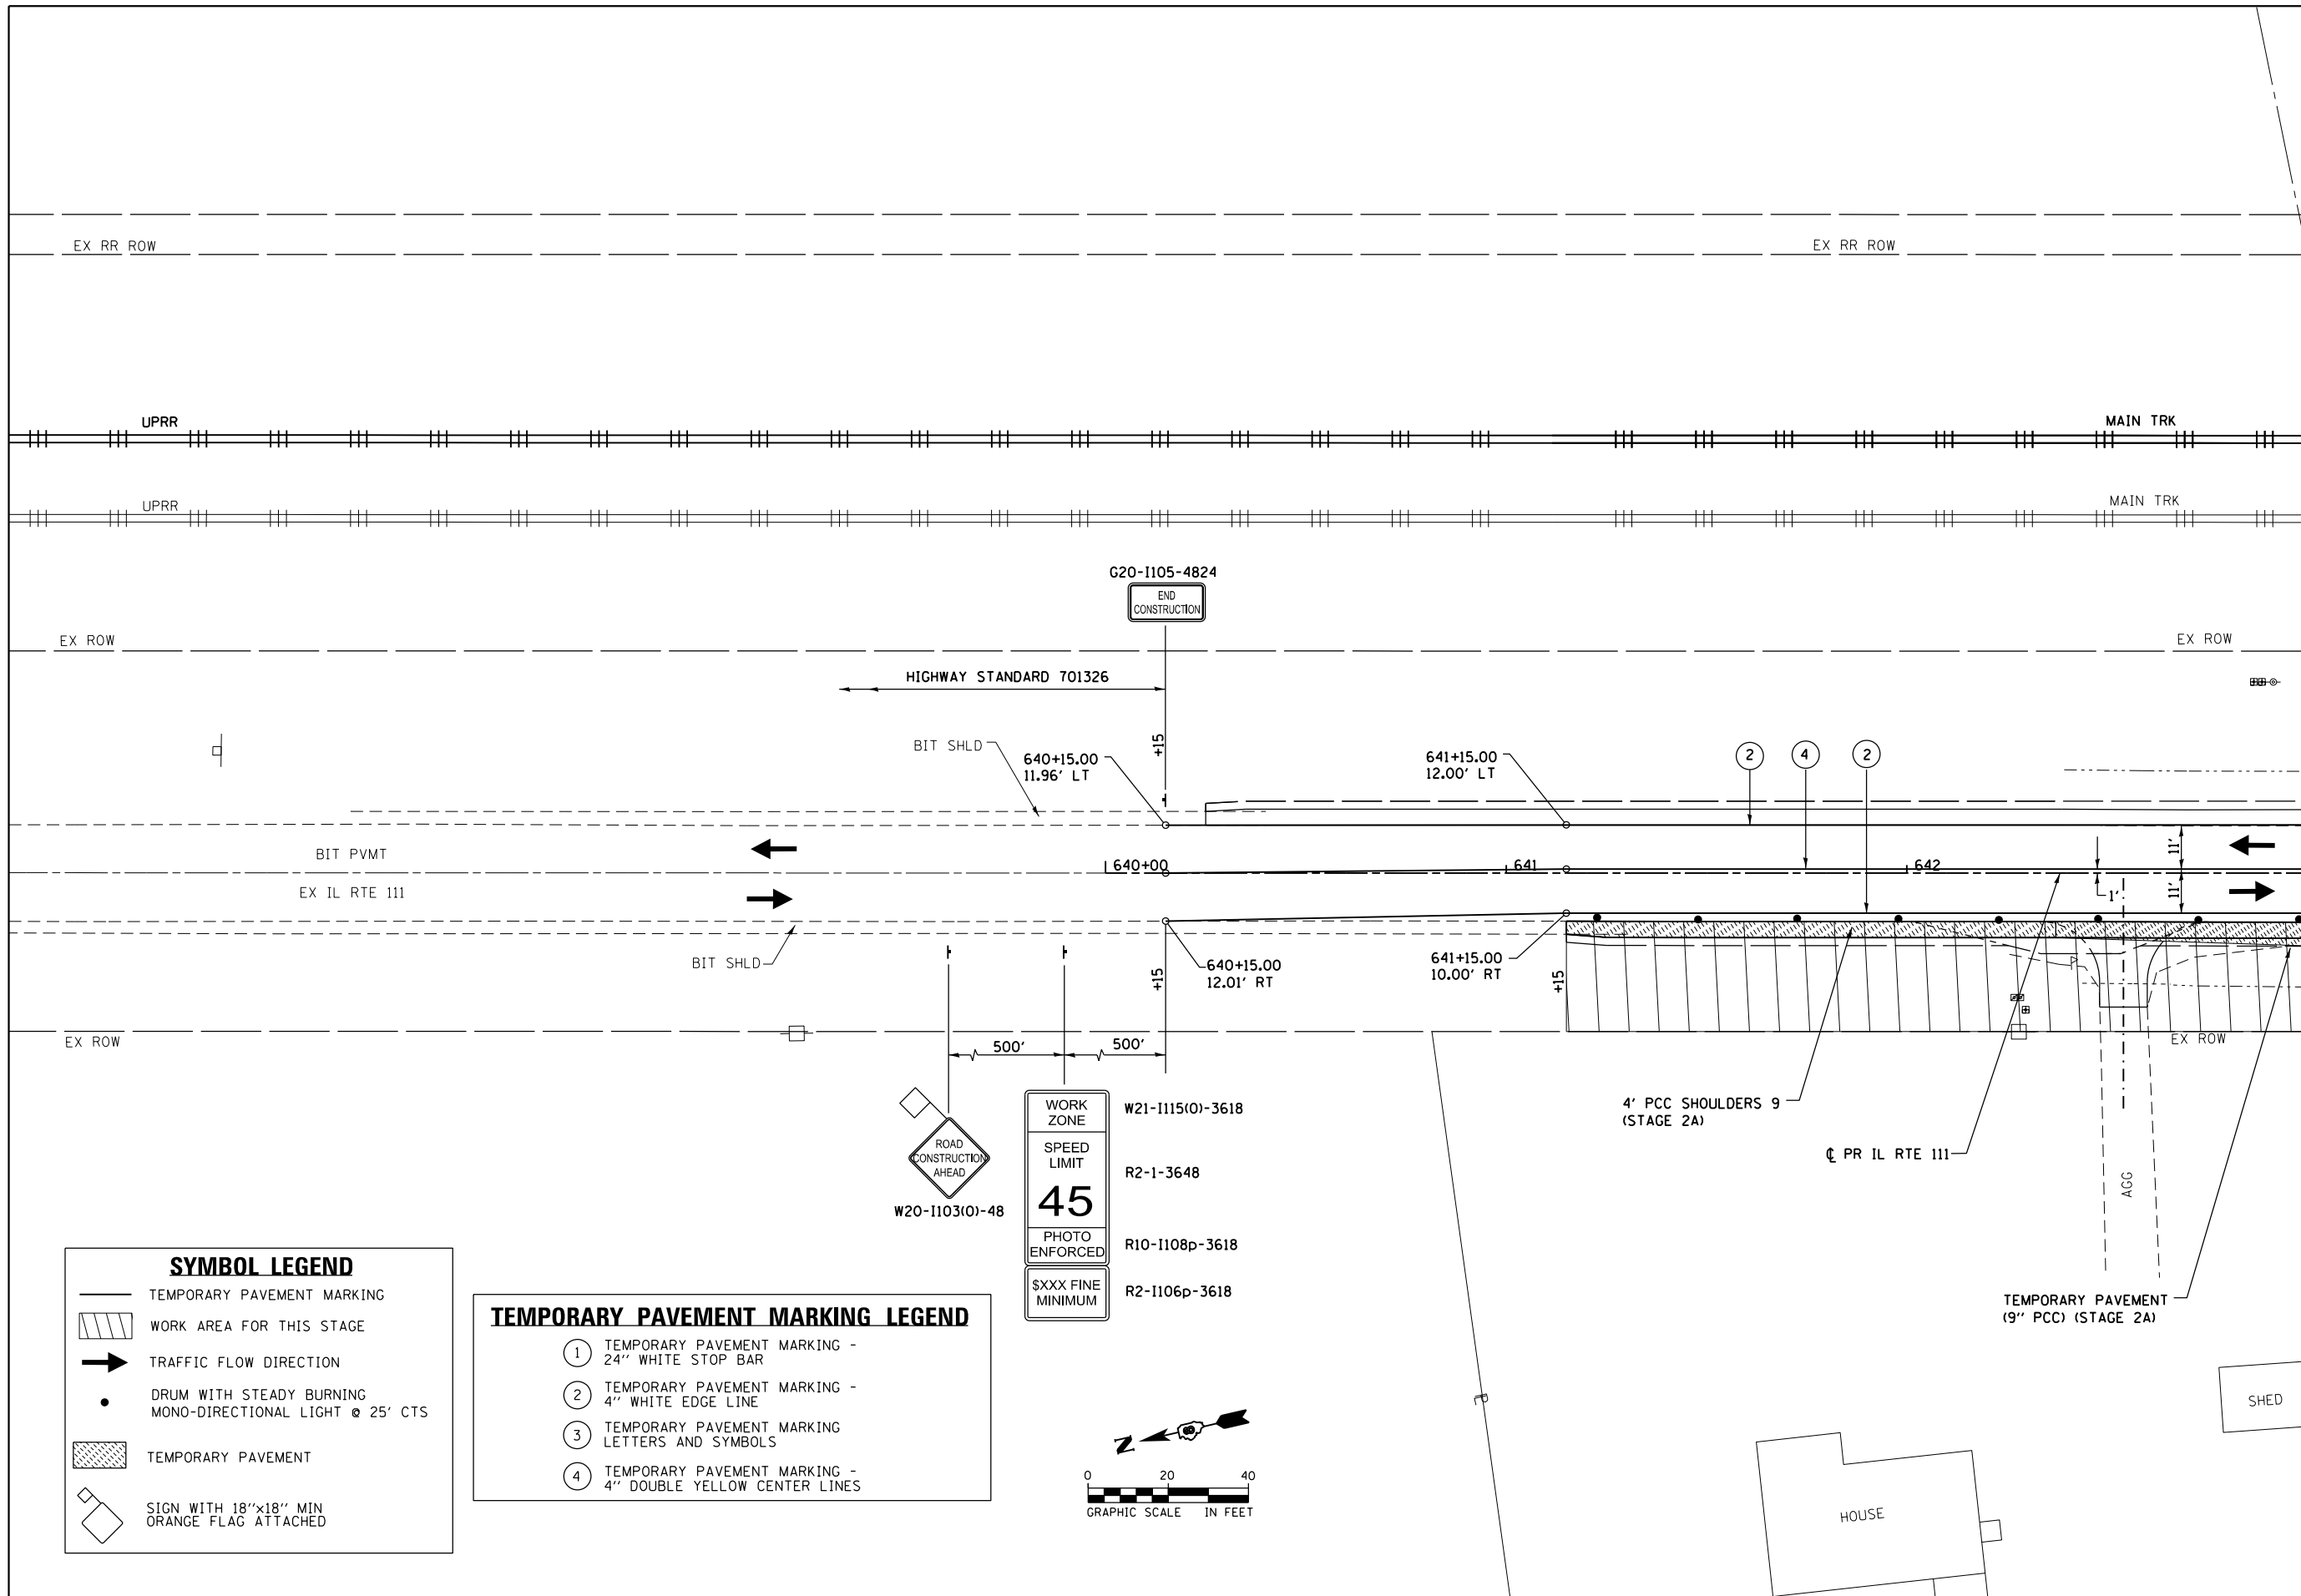 EX RR ROW
EX RR ROW
UPRR
MAIN TRK
UPRR
MAIN TRK
G20-I105-4824
END
CONSTRUCTION
EX ROW
EX ROW
HIGHWAY STANDARD 701326
+15
BIT SHLD
640+15.00
11.96' LT
641+15.00
12.00' LT
2
4
2
BIT PVMT
640+00
641
642
11'
EX IL RTE 111
1'
11'
BIT SHLD
640+15.00
12.01' RT
+15
641+15.00
10.00' RT
+15
P
EX ROW
EX ROW
500'
500'
WORK
ZONE
W21-I115(O)-3618
SPEED
LIMIT
45
R2-1-3648
ROAD
CONSTRUCTION
AHEAD
W20-I103(O)-48
PHOTO
ENFORCED
R10-I108p-3618
$XXX FINE
MINIMUM
R2-I106p-3618
4' PCC SHOULDERS 9
(STAGE 2A)
℄ PR IL RTE 111
AGG
TEMPORARY PAVEMENT
(9'' PCC) (STAGE 2A)
SHED
HOUSE
P
SYMBOL LEGEND
TEMPORARY PAVEMENT MARKING
WORK AREA FOR THIS STAGE
TRAFFIC FLOW DIRECTION
DRUM WITH STEADY BURNING
MONO-DIRECTIONAL LIGHT @ 25' CTS
TEMPORARY PAVEMENT
SIGN WITH 18''x18'' MIN
ORANGE FLAG ATTACHED
TEMPORARY PAVEMENT MARKING LEGEND
1 TEMPORARY PAVEMENT MARKING -
24'' WHITE STOP BAR
2 TEMPORARY PAVEMENT MARKING -
4'' WHITE EDGE LINE
3 TEMPORARY PAVEMENT MARKING
LETTERS AND SYMBOLS
4 TEMPORARY PAVEMENT MARKING -
4'' DOUBLE YELLOW CENTER LINES
N
0 20 40
GRAPHIC SCALE IN FEET